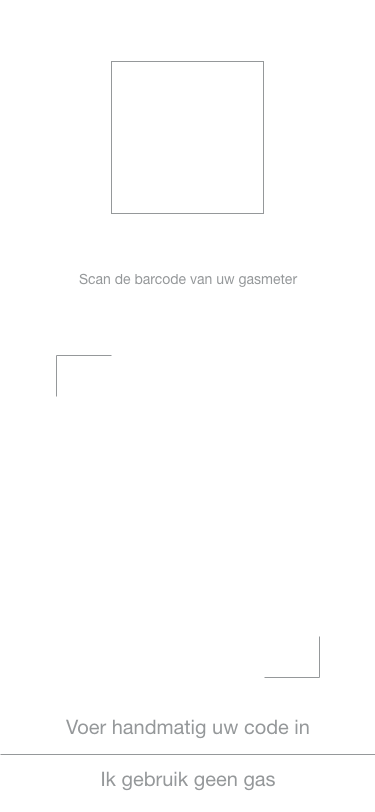 Scan de barcode van uw gasmeter
Voer handmatig uw code in
Ik gebruik geen gas